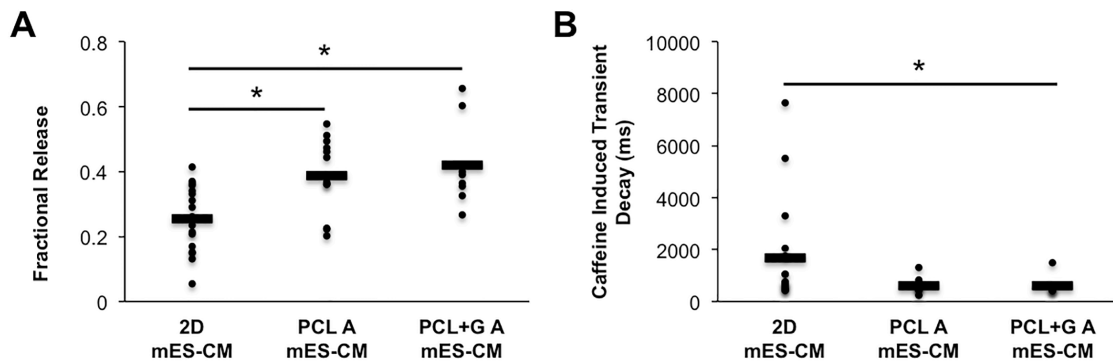 A
B
Fractional Release
0.8
0.6
0.4
0.2
0
*
*
2D
mES-CM
PCL A
mES-CM
PCL+G A
mES-CM
Caffeine Induced Transient
Decay (ms)
10000
8000
6000
4000
2000
0
*
2D
mES-CM
PCL A
mES-CM
PCL+G A
mES-CM